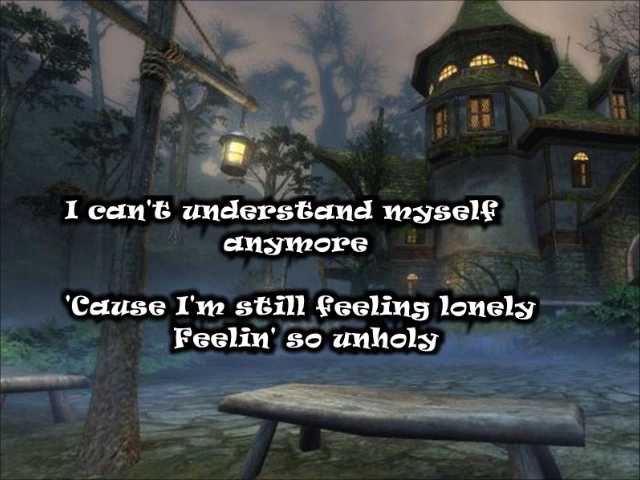 I can't understand myself
anymore
'Cause I'm still feeling lonely
Feelin' so unholy